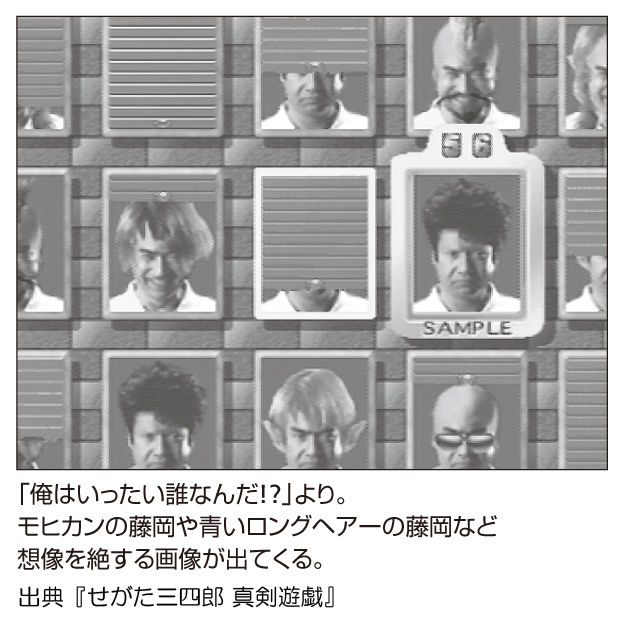 56
SAMPLE
「俺はいったい誰なんだ!?」より。
モヒカンの藤岡や青いロングヘアーの藤岡など
想像を絶する画像が出てくる。
出典『せがた三四郎 真剣遊戯』